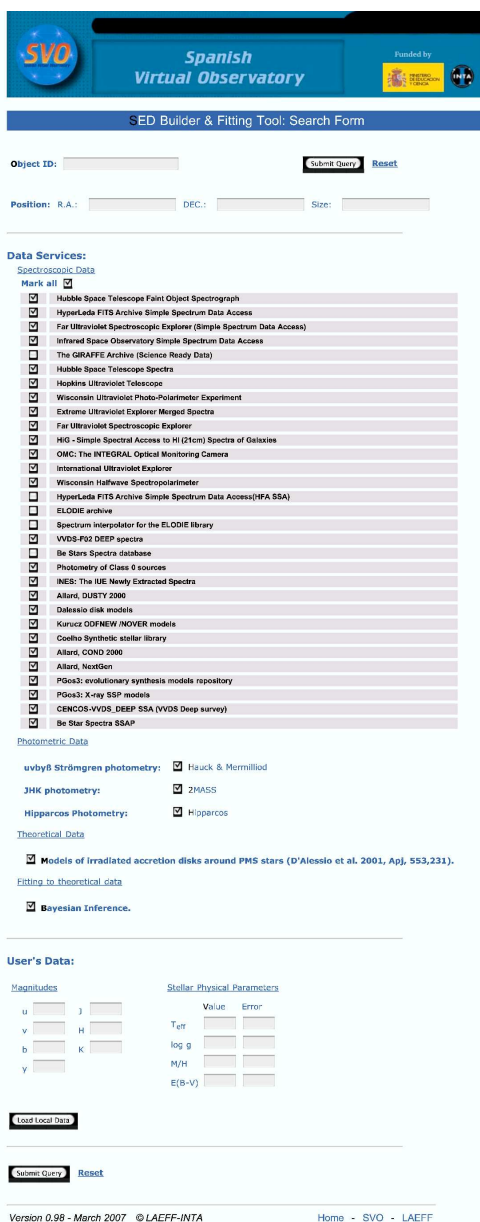 SVO
Spanish
Virtual Observatory
Funded by
MINISTERIO
DE EDUCACION
Y CIENCIA
INTA
SED Builder & Fitting Tool: Search Form
Object ID:
Submit Query Reset
Position: R.A.: DEC.: Size:
Data Services:
Spectroscopic Data
Mark all
Hubble Space Telescope Faint Object Spectrograph
HyperLeda FITS Archive Simple Spectrum Data Access
Far Ultraviolet Spectroscopic Explorer (Simple Spectrum Data Access)
Infrared Space Observatory Simple Spectrum Data Access
The GIRAFFE Archive (Science Ready Data)
Hubble Space Telescope Spectra
Hopkins Ultraviolet Telescope
Wisconsin Ultraviolet Photo-Polarimeter Experiment
Extreme Ultraviolet Explorer Merged Spectra
Far Ultraviolet Spectroscopic Explorer
HiG - Simple Spectral Access to HI (21cm) Spectra of Galaxies
OMC: The INTEGRAL Optical Monitoring Camera
International Ultraviolet Explorer
Wisconsin Halfwave Spectropolarimeter
HyperLeda FITS Archive Simple Spectrum Data Access(HFA SSA)
ELODIE archive
Spectrum interpolator for the ELODIE library
VVDS-F02 DEEP spectra
Be Stars Spectra database
Photometry of Class 0 sources
INES: The IUE Newly Extracted Spectra
Allard, DUSTY 2000
Dalessio disk models
Kurucz ODFNEW /NOVER models
Coelho Synthetic stellar library
Allard, COND 2000
Allard, NextGen
PGos3: evolutionary synthesis models repository
PGos3: X-ray SSP models
CENCOS-VVDS_DEEP SSA (VVDS Deep survey)
Be Star Spectra SSAP
Photometric Data
uvbyß Strömgren photometry: Hauck & Mermilliod
JHK photometry: 2MASS
Hipparcos Photometry: Hipparcos
Theoretical Data
Models of irradiated accretion disks around PMS stars (D'Alessio et al. 2001, Apj, 553,231).
Fitting to theoretical data
Bayesian Inference.
User's Data:
Magnitudes Stellar Physical Parameters
Value Error
u J
Teff
v H
log g
b K
M/H
y
E(B-V)
Load Local Data
Submit Query Reset
Version 0.98 - March 2007 © LAEFF-INTA Home - SVO - LAEFF